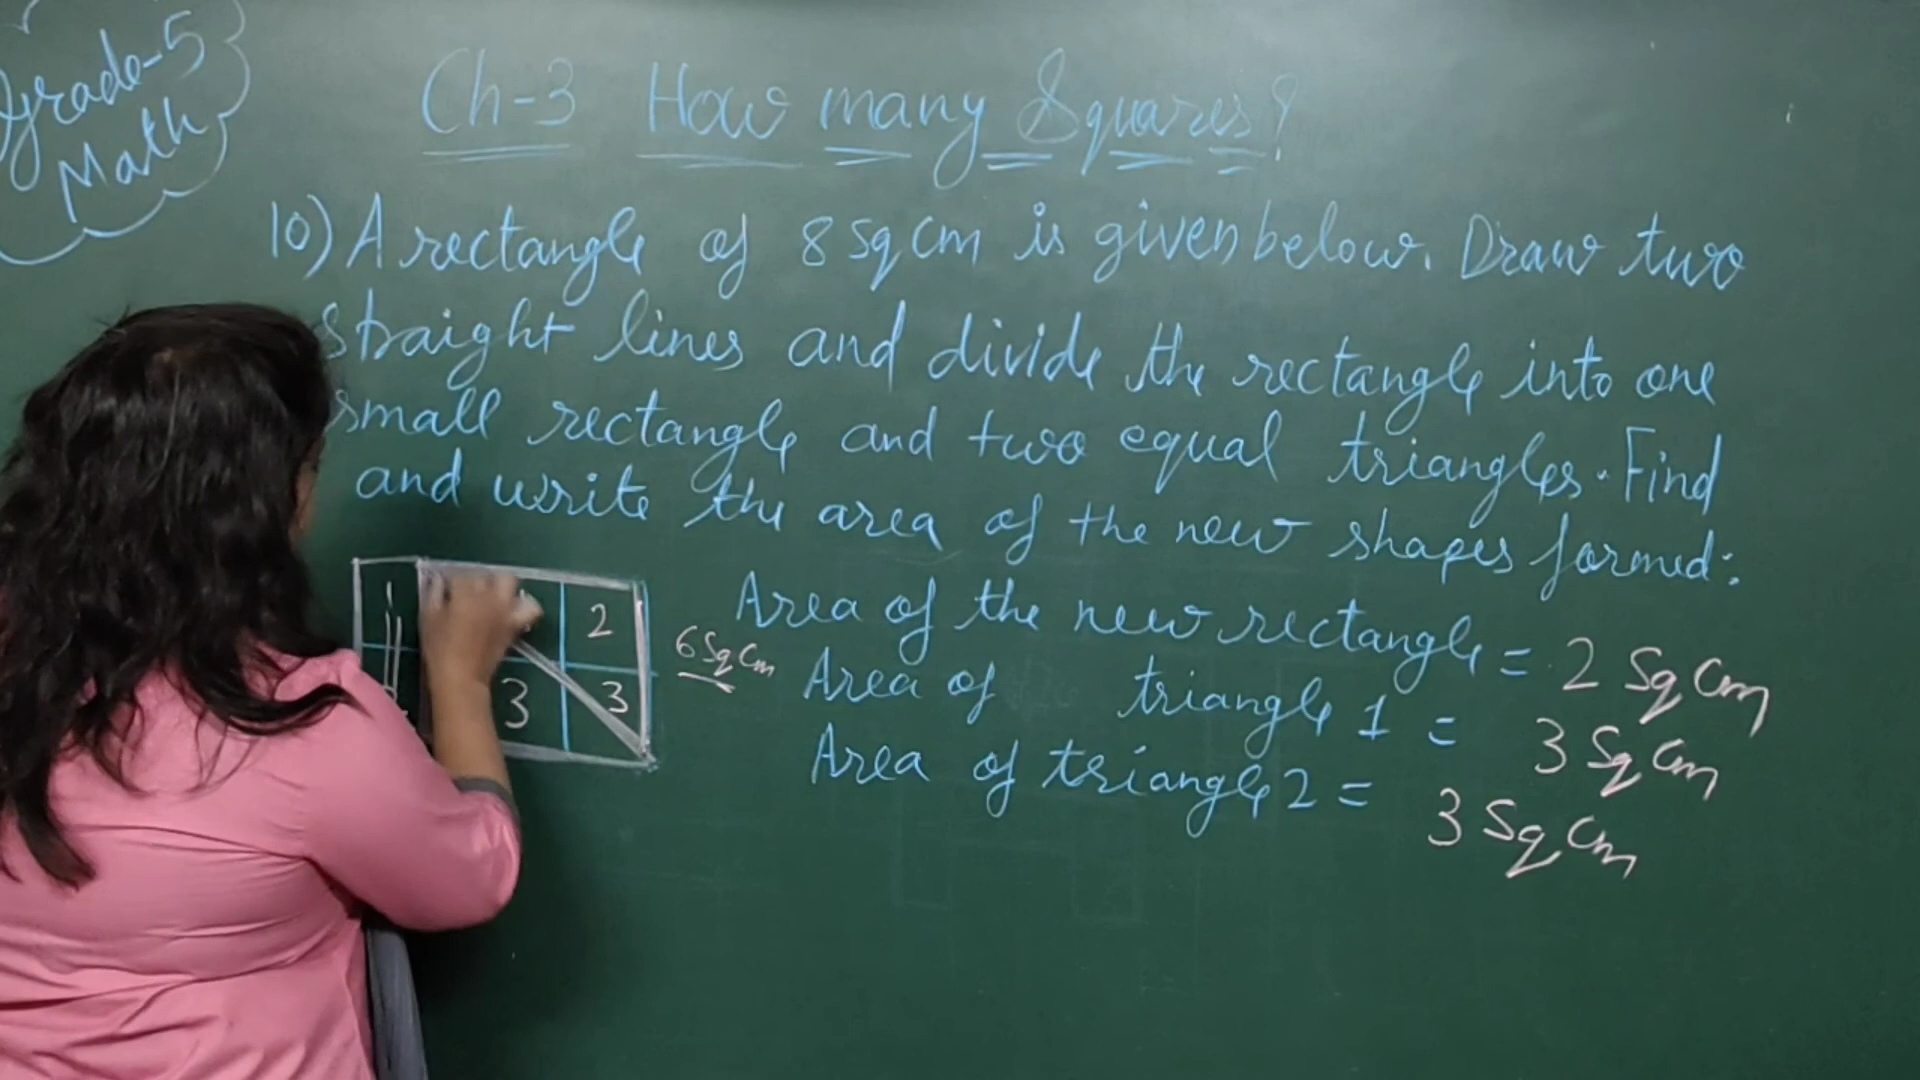 Grade-5
Math
Ch-3 How many Squares?
10) A rectangle of 8 sq cm is given below. Draw two
straight lines and divide the rectangle into one
small rectangle and two equal triangles. Find
and write the area of the new shapes formed:
2
3 3
6 Sq Cm
Area of the new rectangle = 2 Sq Cm
Area of triangle 1 = 3 Sq Cm
Area of triangle 2 = 3 Sq Cm